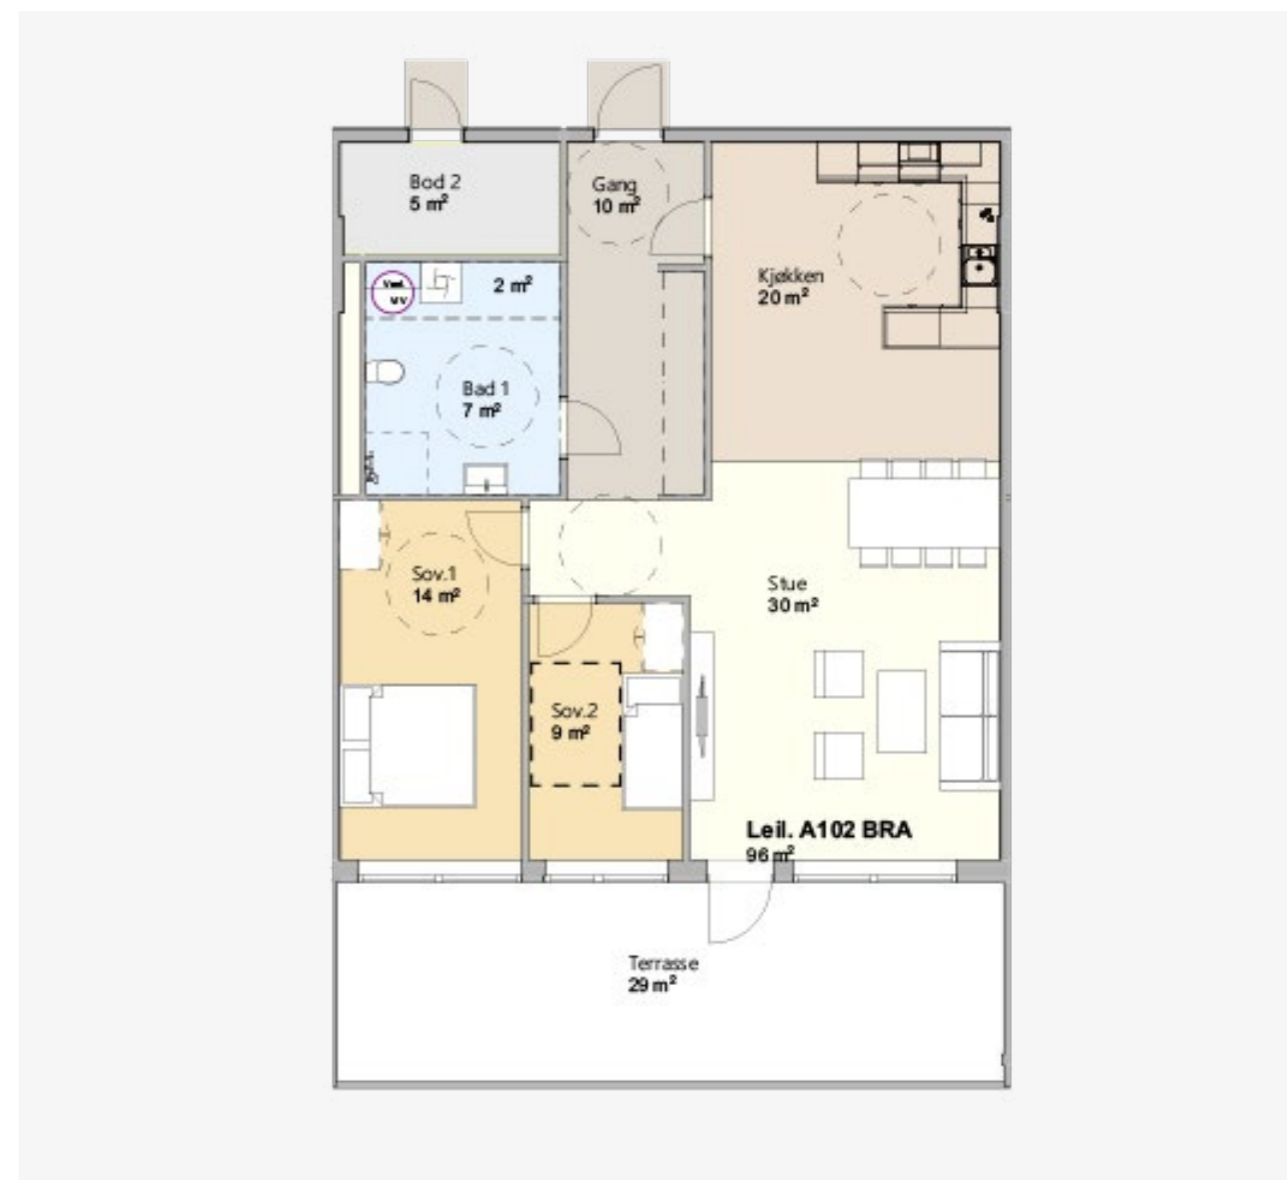 Bod 2
5 m²
Gang
10 m²
Kjøkken
20 m²
2 m²
Bad 1
7 m²
Sov.1
14 m²
Stue
30 m²
Sov.2
9 m²
Leil. A102 BRA
96 m²
Terrasse
29 m²